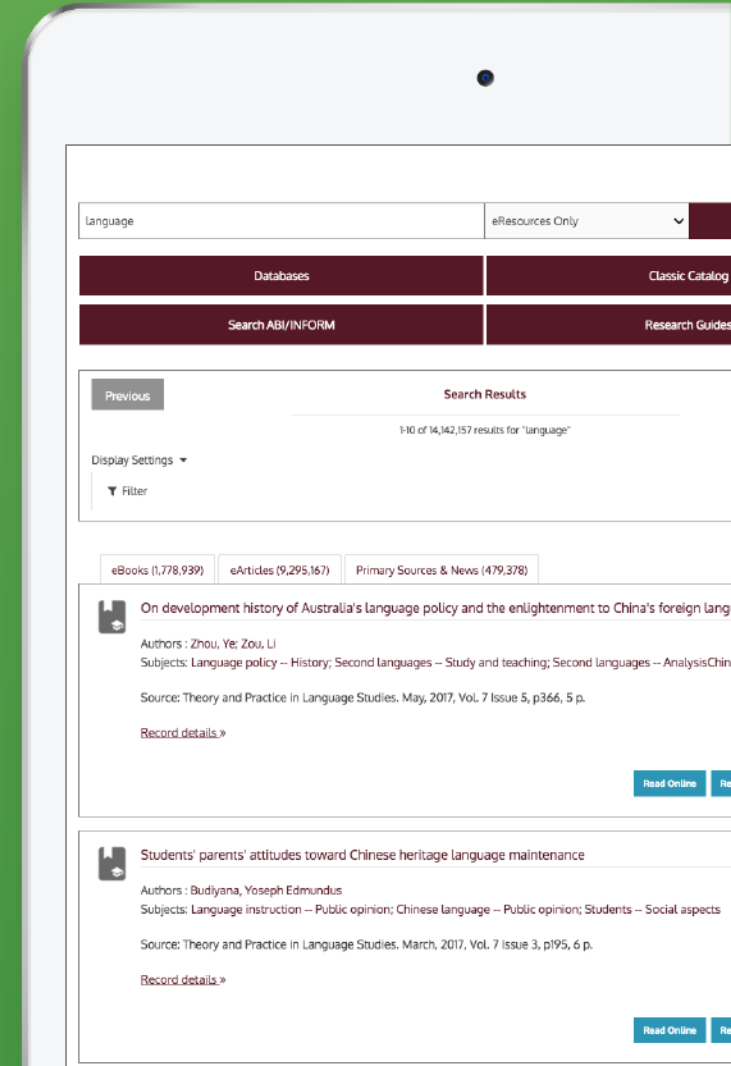 language
eResources Only
Databases
Classic Catalog
Search ABI/INFORM
Research Guides
Previous
Search Results
1-10 of 14,142,157 results for "language"
Display Settings
Filter
eBooks (1,778,939) eArticles (9,295,167) Primary Sources & News (479,378)
On development history of Australia's language policy and the enlightenment to China's foreign
Authors : Zhou, Ye; Zou, Li
Subjects: Language policy -- History; Second languages -- Study and teaching; Second languages -- AnalysisChin
Source: Theory and Practice in Language Studies. May, 2017, Vol. 7 Issue 5, p366, 5 p.
Record details »
Read Online
Students' parents' attitudes toward Chinese heritage language maintenance
Authors : Budiyana, Yoseph Edmundus
Subjects: Language instruction -- Public opinion; Chinese language -- Public opinion; Students -- Social aspects
Source: Theory and Practice in Language Studies. March, 2017, Vol. 7 Issue 3, p195, 6 p.
Record details »
Read Online